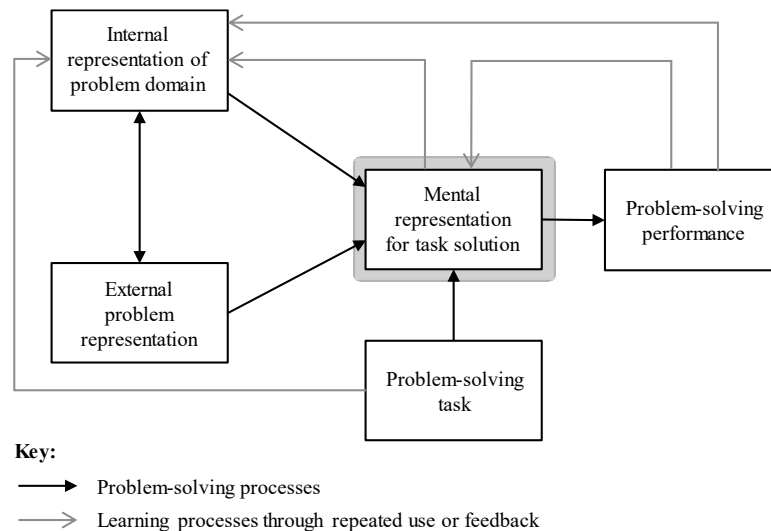 Internal
representation of
problem domain
Mental
representation
for task solution
Problem-solving
performance
External
problem
representation
Problem-solving
task
Key:
Problem-solving processes
Learning processes through repeated use or feedback